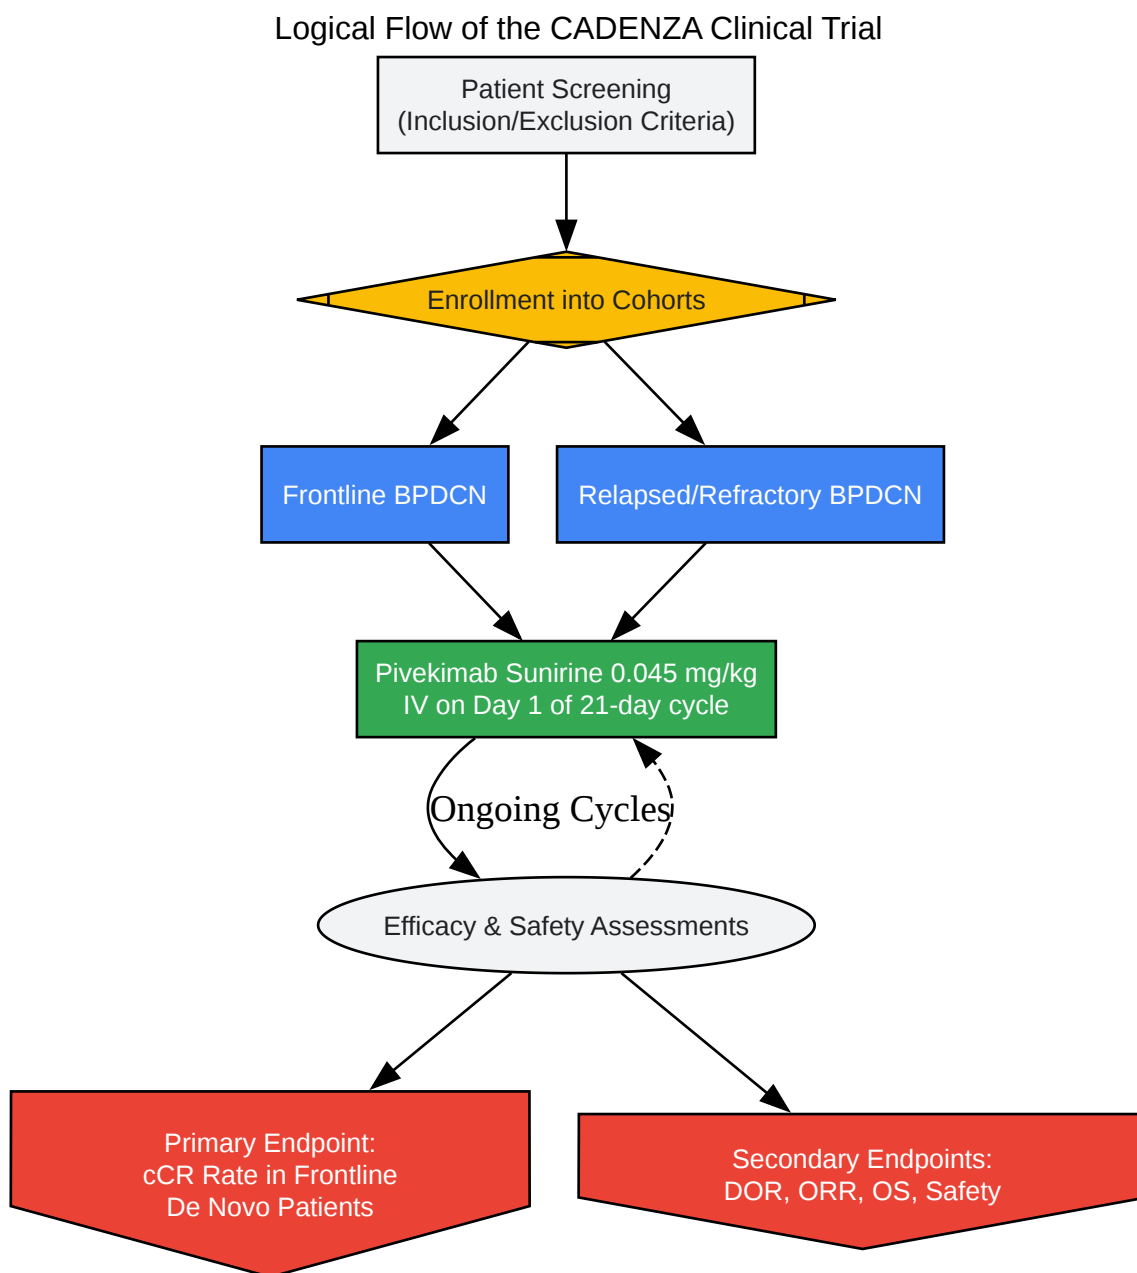 Logical Flow of the CADENZA Clinical Trial
Patient Screening
(Inclusion/Exclusion Criteria)
Enrollment into Cohorts
Frontline BPDCN
Relapsed/Refractory BPDCN
Pivekimab Sunirine 0.045 mg/kg
IV on Day 1 of 21-day cycle
Ongoing Cycles
Efficacy & Safety Assessments
Primary Endpoint:
cCR Rate in Frontline
De Novo Patients
Secondary Endpoints:
DOR, ORR, OS, Safety